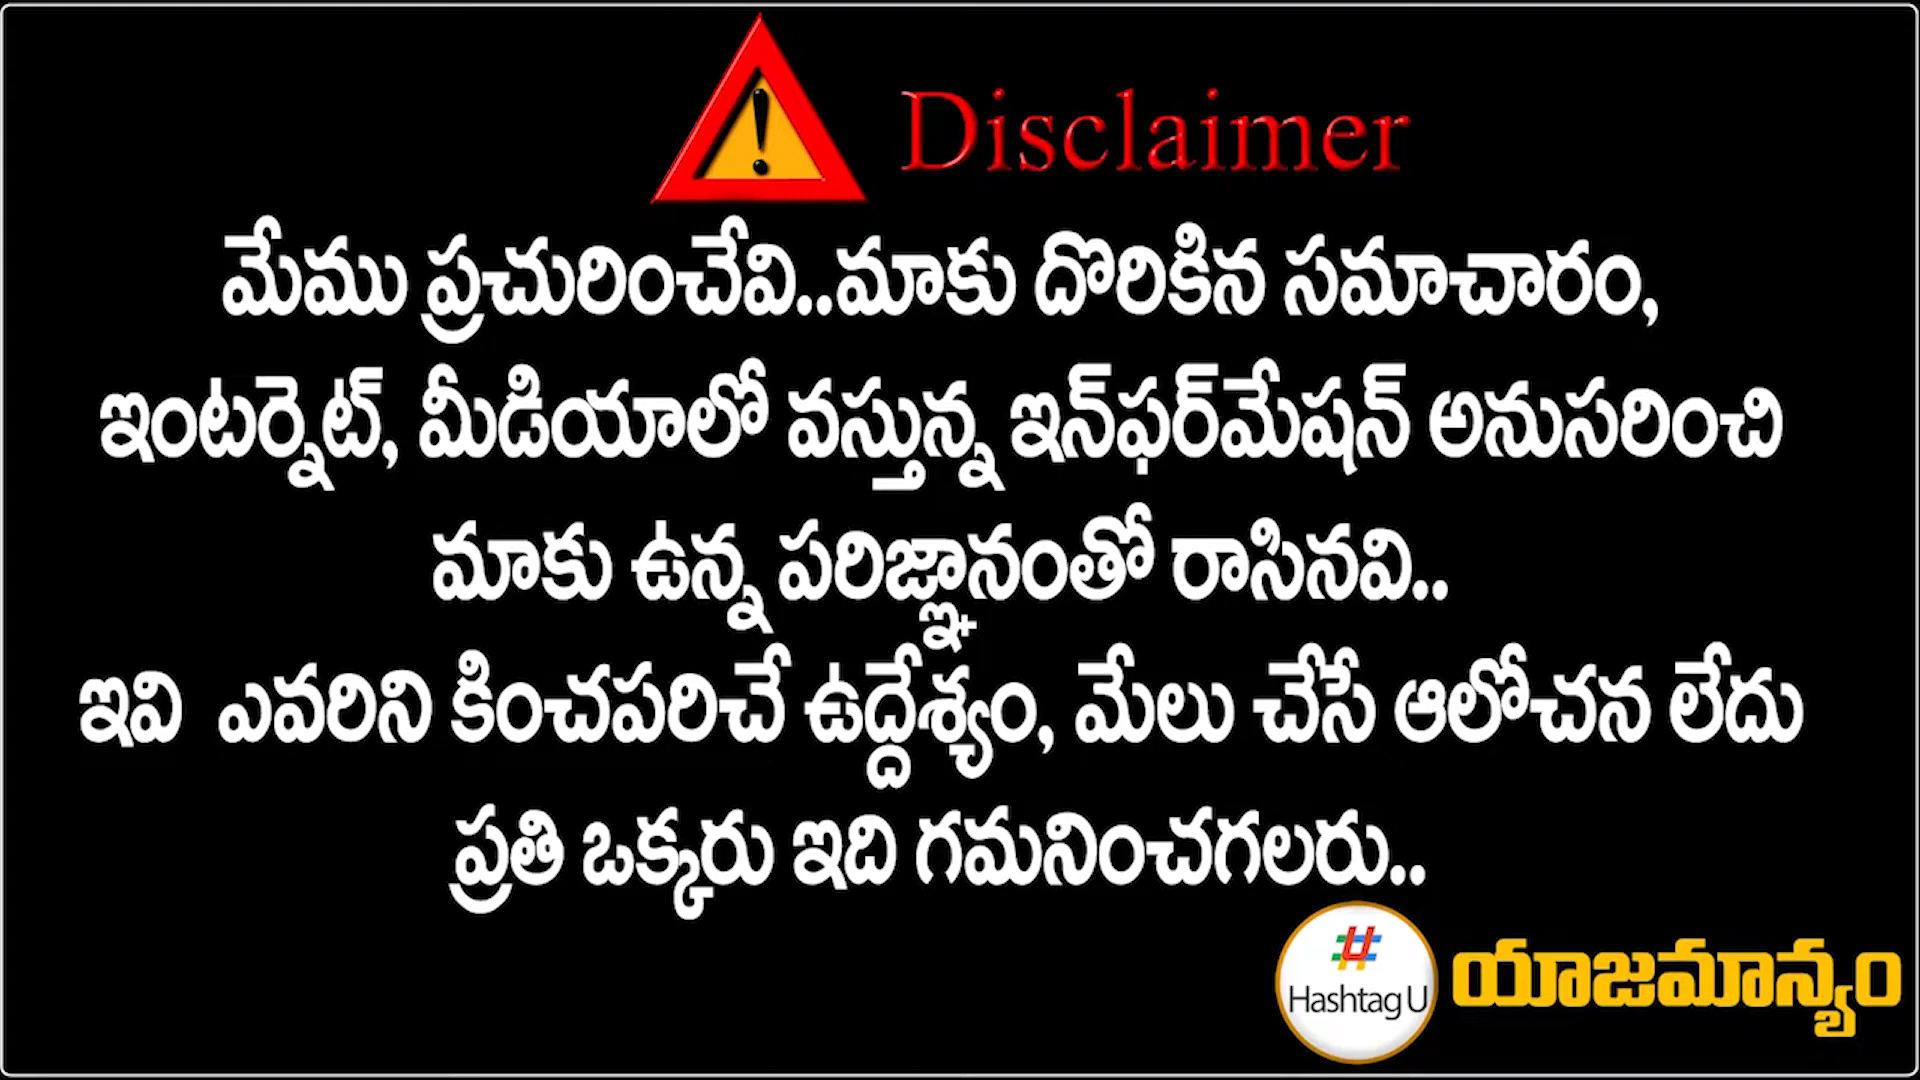 Disclaimer
మేము ప్రచురించేవి..మాకు దొరికిన సమాచారం,
ఇంటర్నెట్, మీడియాలో వస్తున్న ఇన్‌ఫర్‌మేషన్ అనుసరించి
మాకు ఉన్న పరిజ్ఞానంతో రాసినవి..
ఇవి ఎవరిని కించపరిచే ఉద్దేశ్యం, మేలు చేసే ఆలోచన లేదు
ప్రతి ఒక్కరు ఇది గమనించగలరు..
#
Hashtag U
యాజమాన్యం